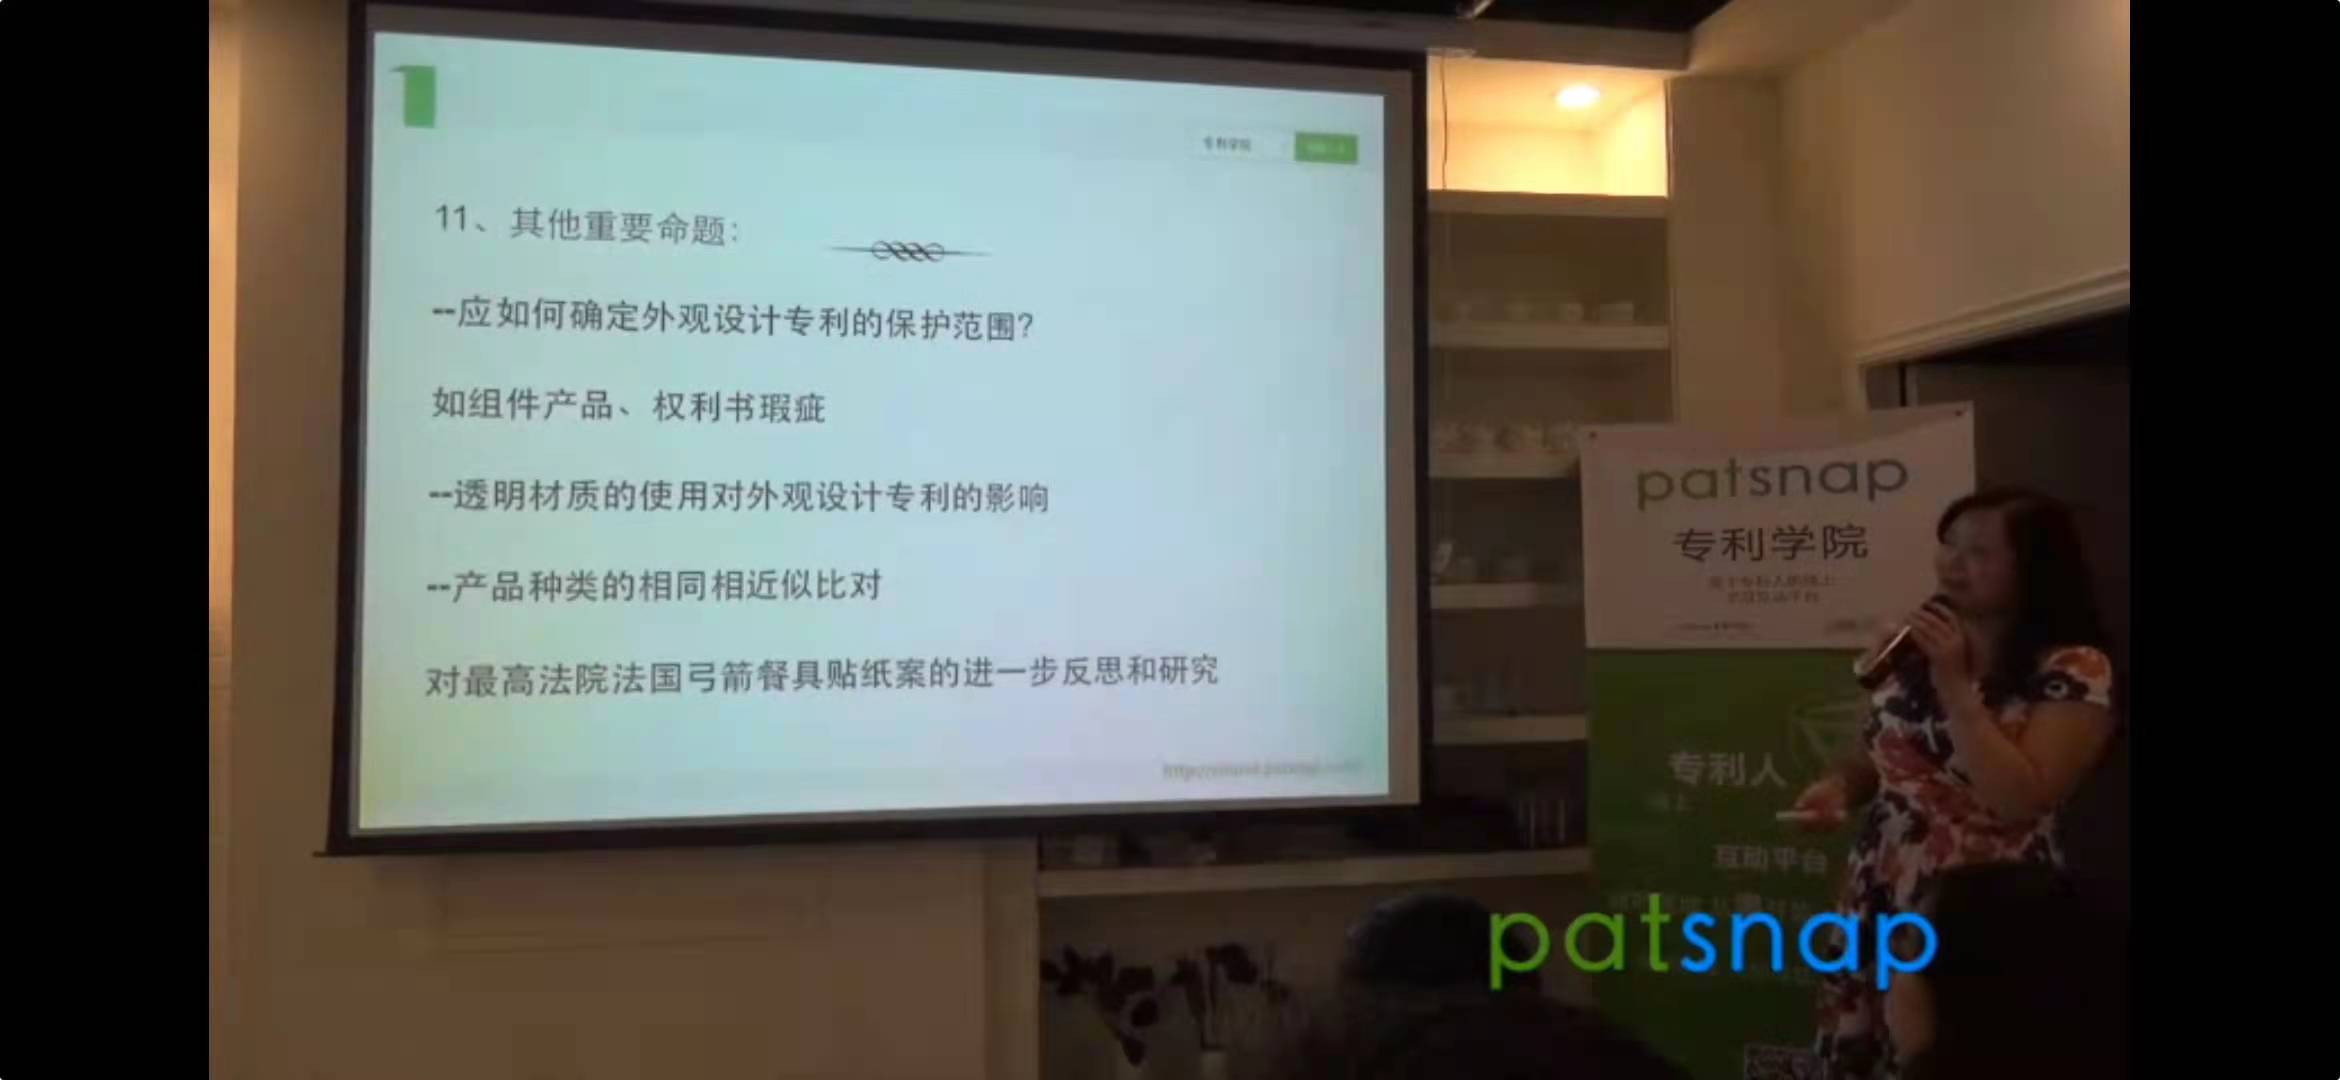 专利学院
11、其他重要命题：
--应如何确定外观设计专利的保护范围？
如组件产品、权利书瑕疵
--透明材质的使用对外观设计专利的影响
--产品种类的相同相近似比对
对最高法院法国弓箭餐具贴纸案的进一步反思和研究
patsnap
专利学院
专利人
线上
互助平台
patsnap